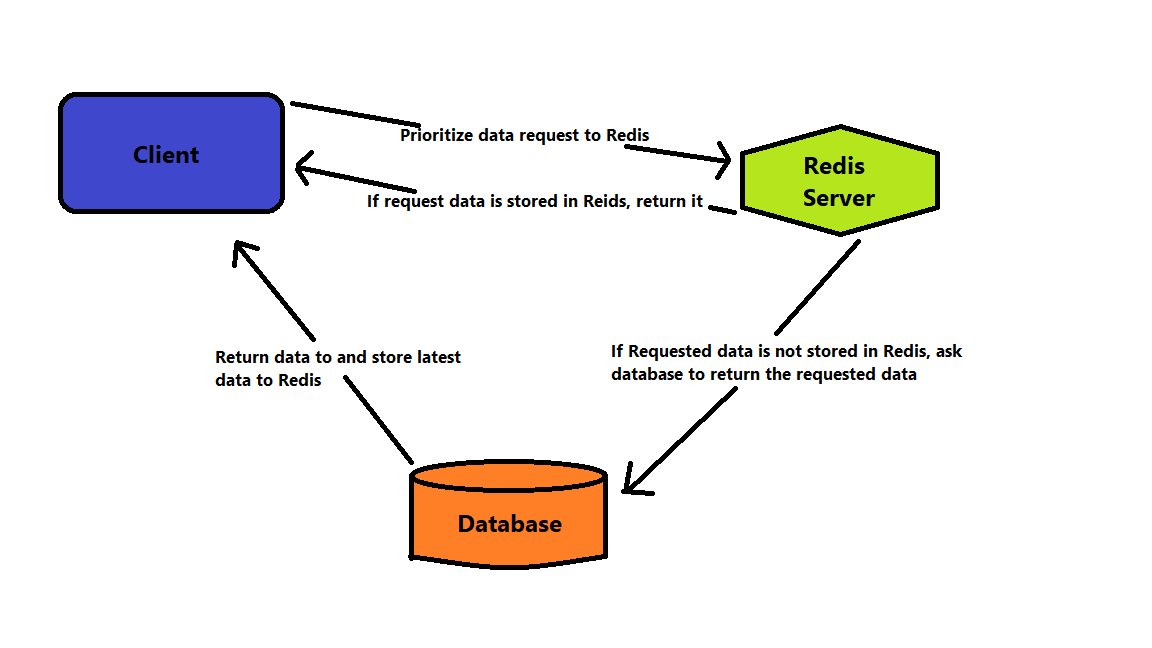 Client
Prioritize data request to Redis
Redis
Server
If request data is stored in Reids, return it
Return data to and store latest
data to Redis
If Requested data is not stored in Redis, ask
database to return the requested data
Database